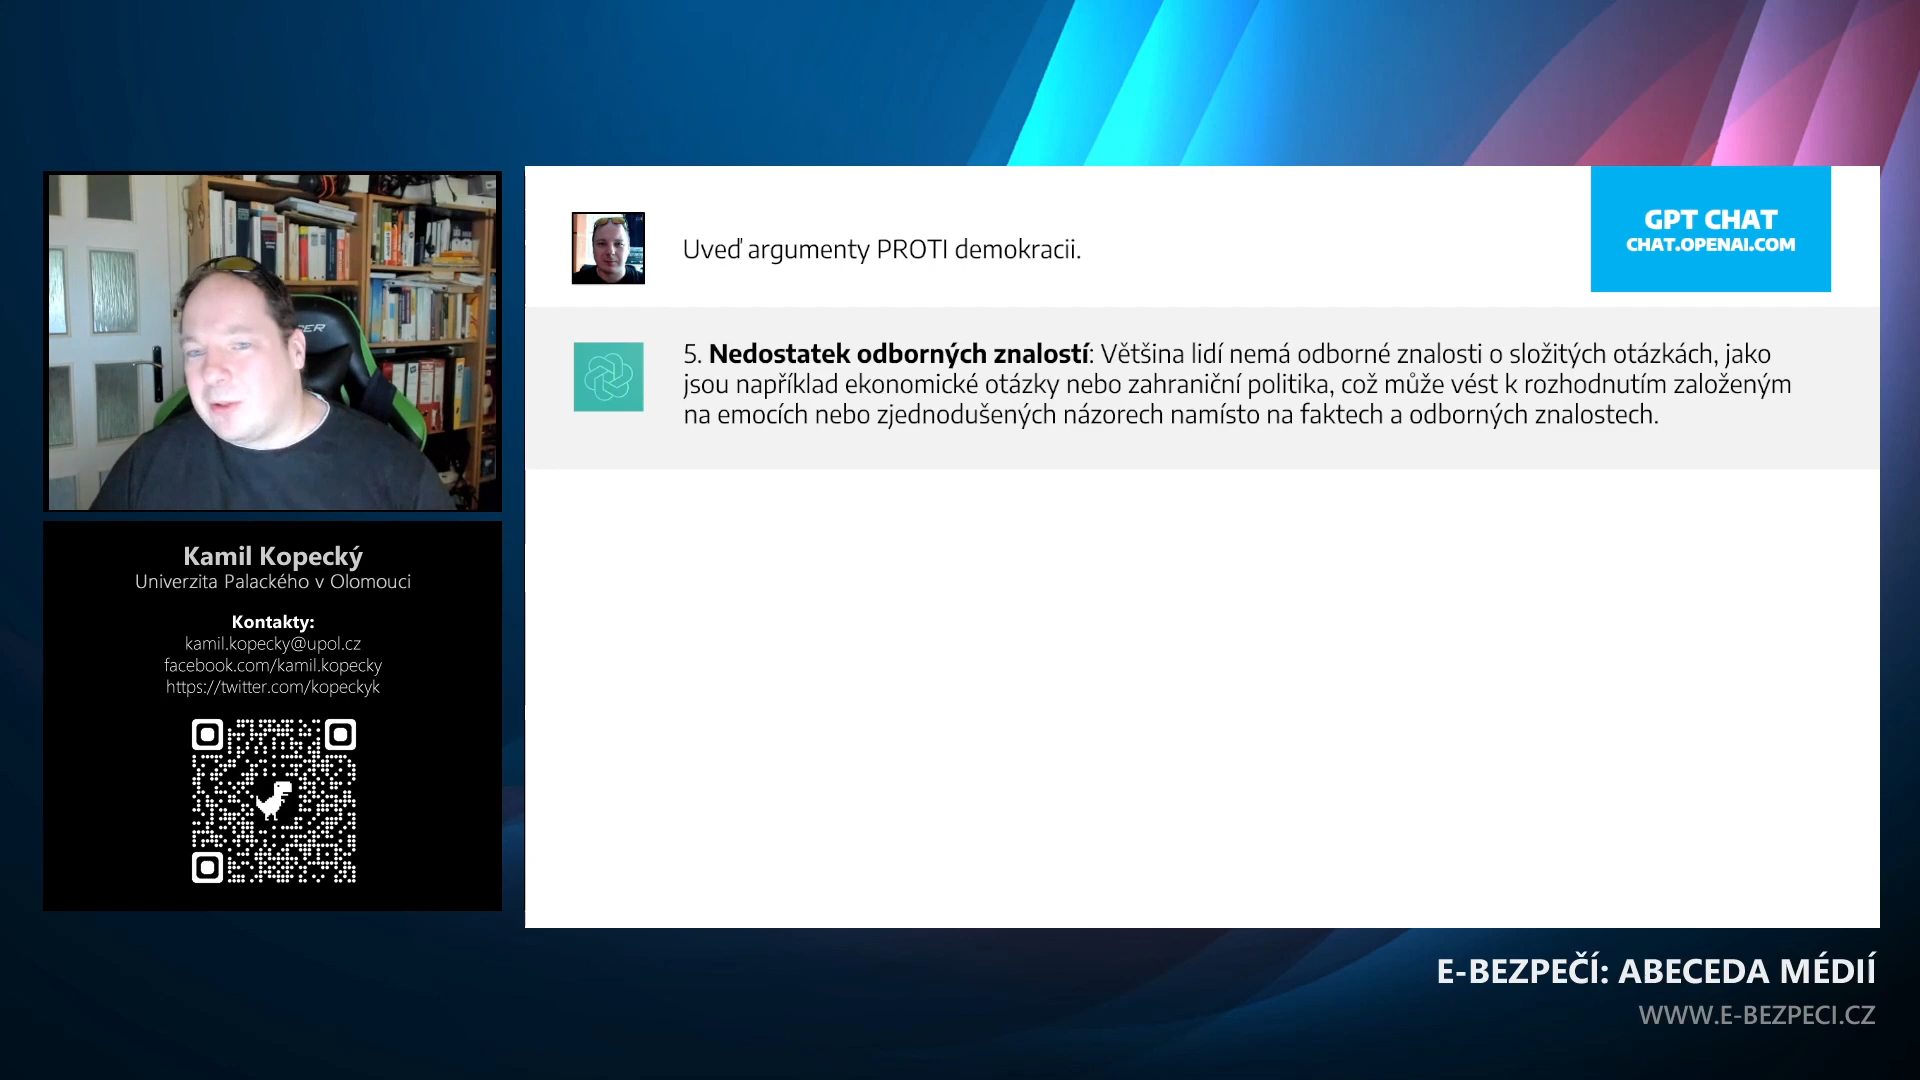 Uveď argumenty PROTI demokracii.
GPT CHAT
CHAT.OPENAI.COM
5. Nedostatek odborných znalostí: Většina lidí nemá odborné znalosti o složitých otázkách, jako
jsou například ekonomické otázky nebo zahraniční politika, což může vést k rozhodnutím založeným
na emocích nebo zjednodušených názorech namísto na faktech a odborných znalostech.
Kamil Kopecký
Univerzita Palackého v Olomouci
Kontakty:
kamil.kopecky@upol.cz
facebook.com/kamil.kopecky
https://twitter.com/kopeckyk
E-BEZPEČÍ: ABECEDA MÉDIÍ
WWW.E-BEZPECI.CZ